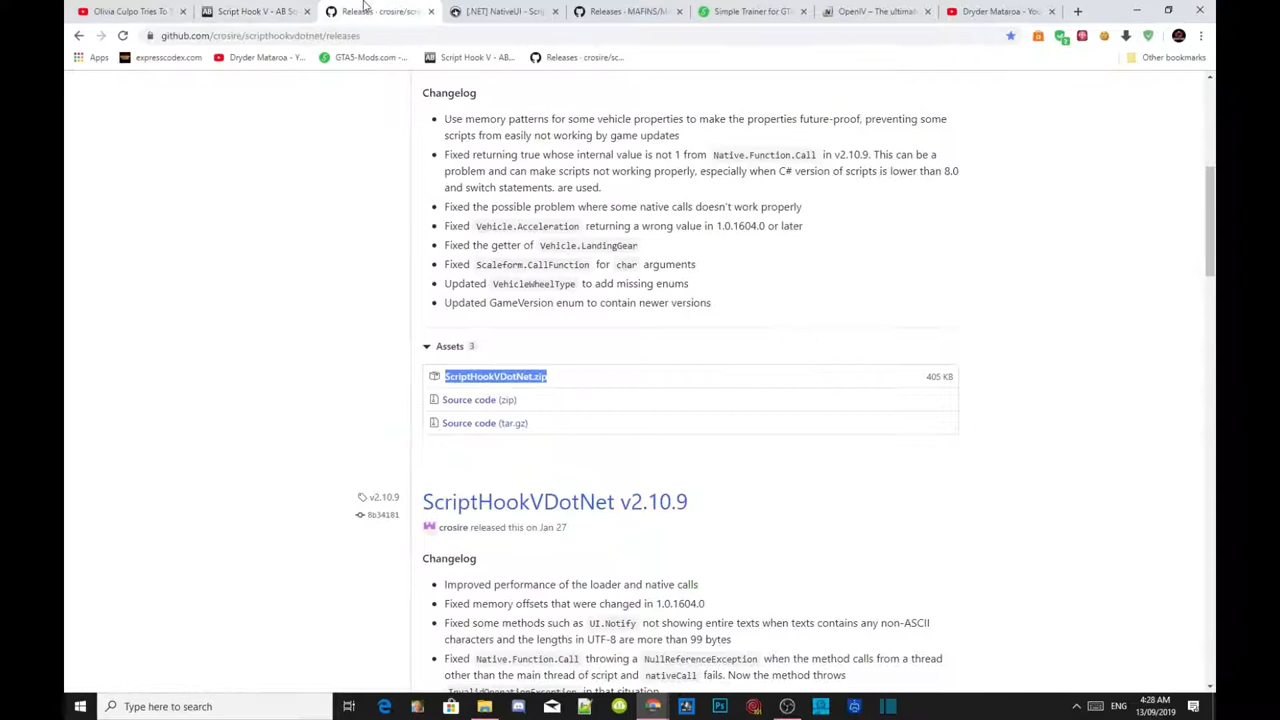 Olivia Culpo Tries To
Script Hook V - AB S
Releases · crosire/scr
[.NET] NativeUI - Scrip
Releases · MAFINS/M
Simple Trainer for GT
OpenIV – The ultimate
Dryder Mataroa - You
github.com/crosire/scripthookvdotnet/releases
Apps
expresscodex.com
Dryder Mataroa - Y...
GTA5-Mods.com -...
Script Hook V - AB...
Releases · crosire/sc...
Other bookmarks
Changelog
Use memory patterns for some vehicle properties to make the properties future-proof, preventing some
scripts from easily not working by game updates
Fixed returning true whose internal value is not 1 from Native.Function.Call in v2.10.9. This can be a
problem and can make scripts not working properly, especially when C# version of scripts is lower than 8.0
and switch statements. are used.
Fixed the possible problem where some native calls doesn't work properly
Fixed Vehicle.Acceleration returning a wrong value in 1.0.1604.0 or later
Fixed the getter of Vehicle.LandingGear
Fixed Scaleform.CallFunction for char arguments
Updated VehicleWheelType to add missing enums
Updated GameVersion enum to contain newer versions
Assets 3
ScriptHookVDotNet.zip 405 KB
Source code (zip)
Source code (tar.gz)
v2.10.9
8b34181
ScriptHookVDotNet v2.10.9
crosire released this on Jan 27
Changelog
Improved performance of the loader and native calls
Fixed memory offsets that were changed in 1.0.1604.0
Fixed some methods such as UI.Notify not showing entire texts when texts contains any non-ASCII
characters and the lengths in UTF-8 are more than 99 bytes
Fixed Native.Function.Call throwing a NullReferenceException when the method calls from a thread
other than the main thread of script and nativeCall fails. Now the method throws
InvalidOperationException in that situation
Type here to search
ENG
4:28 AM
13/09/2019